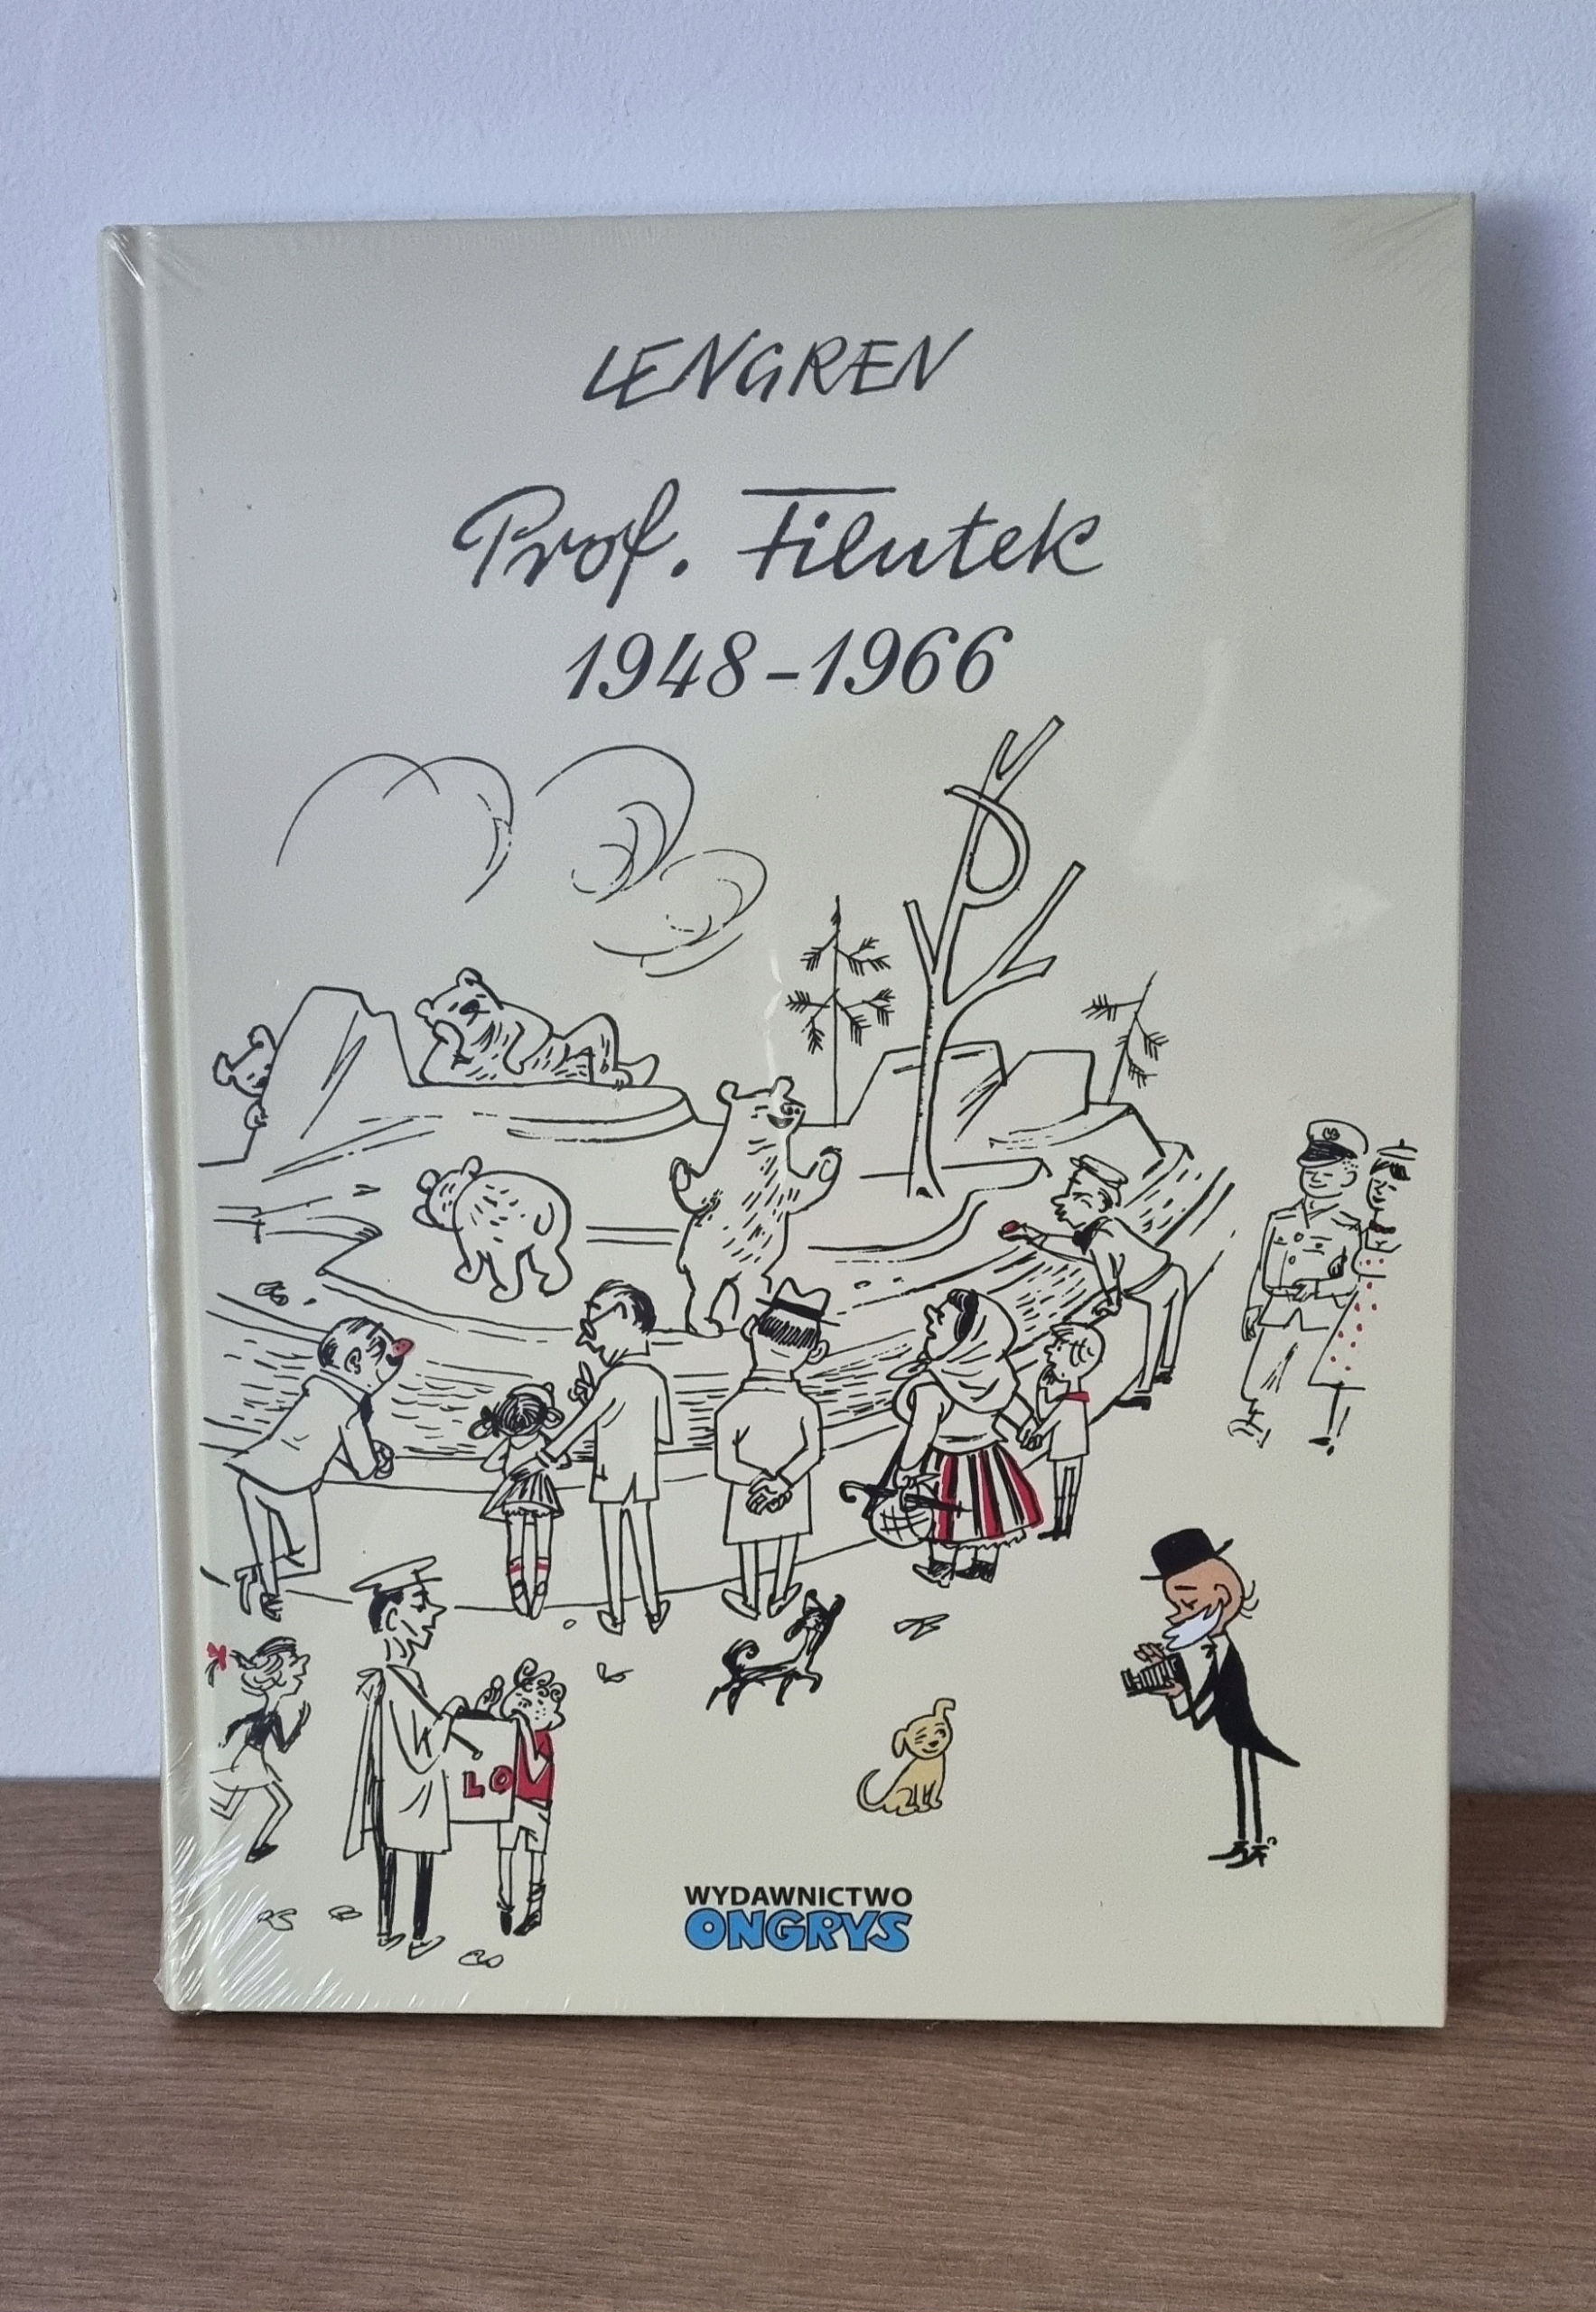 LENGREN
Prof. Filutek
1948-1966
LO
WYDAWNICTWO
ONGRYS